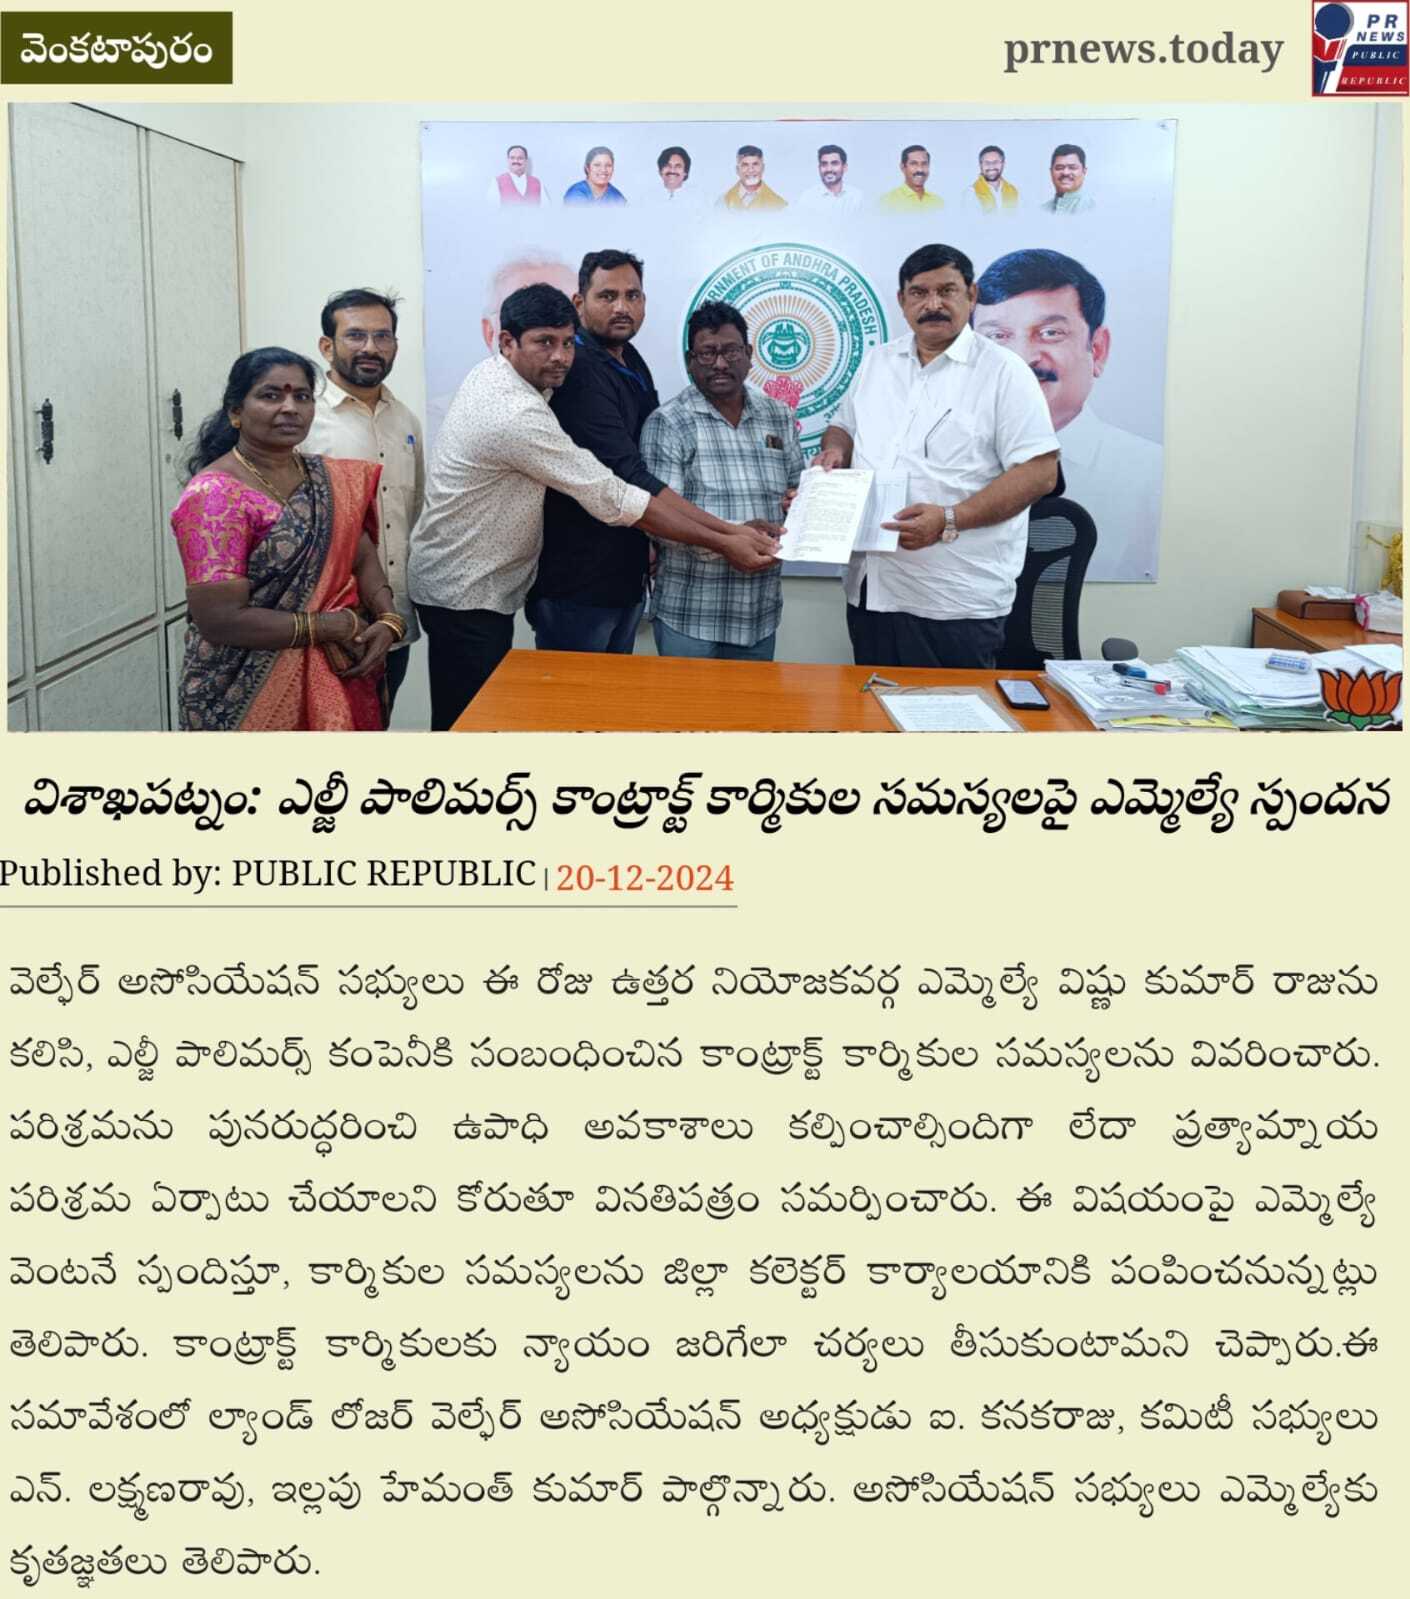 వెంకటాపురం
prnews.today
PR
NEWS
PUBLIC
REPUBLIC
GOVERNMENT OF ANDHRA PRADESH
విశాఖపట్నం: ఎల్జీ పాలిమర్స్ కాంట్రాక్ట్ కార్మికుల సమస్యలపై ఎమ్మెల్యే స్పందన
Published by: PUBLIC REPUBLIC | 20-12-2024
వెల్ఫేర్ అసోసియేషన్ సభ్యులు ఈ రోజు ఉత్తర నియోజకవర్గ ఎమ్మెల్యే విష్ణు కుమార్ రాజును
కలిసి, ఎల్జీ పాలిమర్స్ కంపెనీకి సంబంధించిన కాంట్రాక్ట్ కార్మికుల సమస్యలను వివరించారు.
పరిశ్రమను పునరుద్ధరించి ఉపాధి అవకాశాలు కల్పించాల్సిందిగా లేదా ప్రత్యామ్నాయ
పరిశ్రమ ఏర్పాటు చేయాలని కోరుతూ వినతిపత్రం సమర్పించారు. ఈ విషయంపై ఎమ్మెల్యే
వెంటనే స్పందిస్తూ, కార్మికుల సమస్యలను జిల్లా కలెక్టర్ కార్యాలయానికి పంపించనున్నట్లు
తెలిపారు. కాంట్రాక్ట్ కార్మికులకు న్యాయం జరిగేలా చర్యలు తీసుకుంటామని చెప్పారు.ఈ
సమావేశంలో ల్యాండ్ లోజర్ వెల్ఫేర్ అసోసియేషన్ అధ్యక్షుడు ఐ. కనకరాజు, కమిటీ సభ్యులు
ఎన్. లక్ష్మణరావు, ఇల్లపు హేమంత్ కుమార్ పాల్గొన్నారు. అసోసియేషన్ సభ్యులు ఎమ్మెల్యేకు
కృతజ్ఞతలు తెలిపారు.